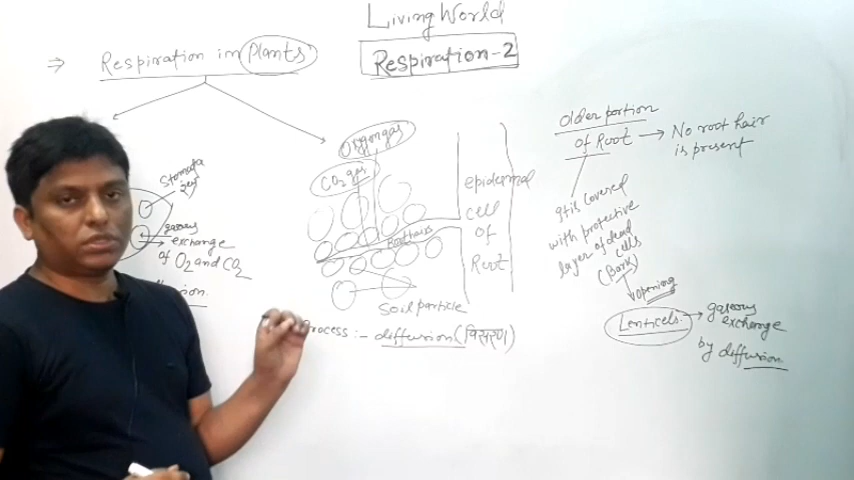 Living World
Respiration-2
⇒ Respiration in Plants
Stomata
gaseous
exchange
of O2 and CO2
Oxygen gas
CO2 gas
Root hairs
epidermal
cell
of
Root
soil particle
Process:- diffusion (विसरण)
Older portion
of Root → No root hair
is present
It is covered
with protective
layer of dead
cells
(Bark)
opening
Lenticels → gaseous
exchange
by diffusion